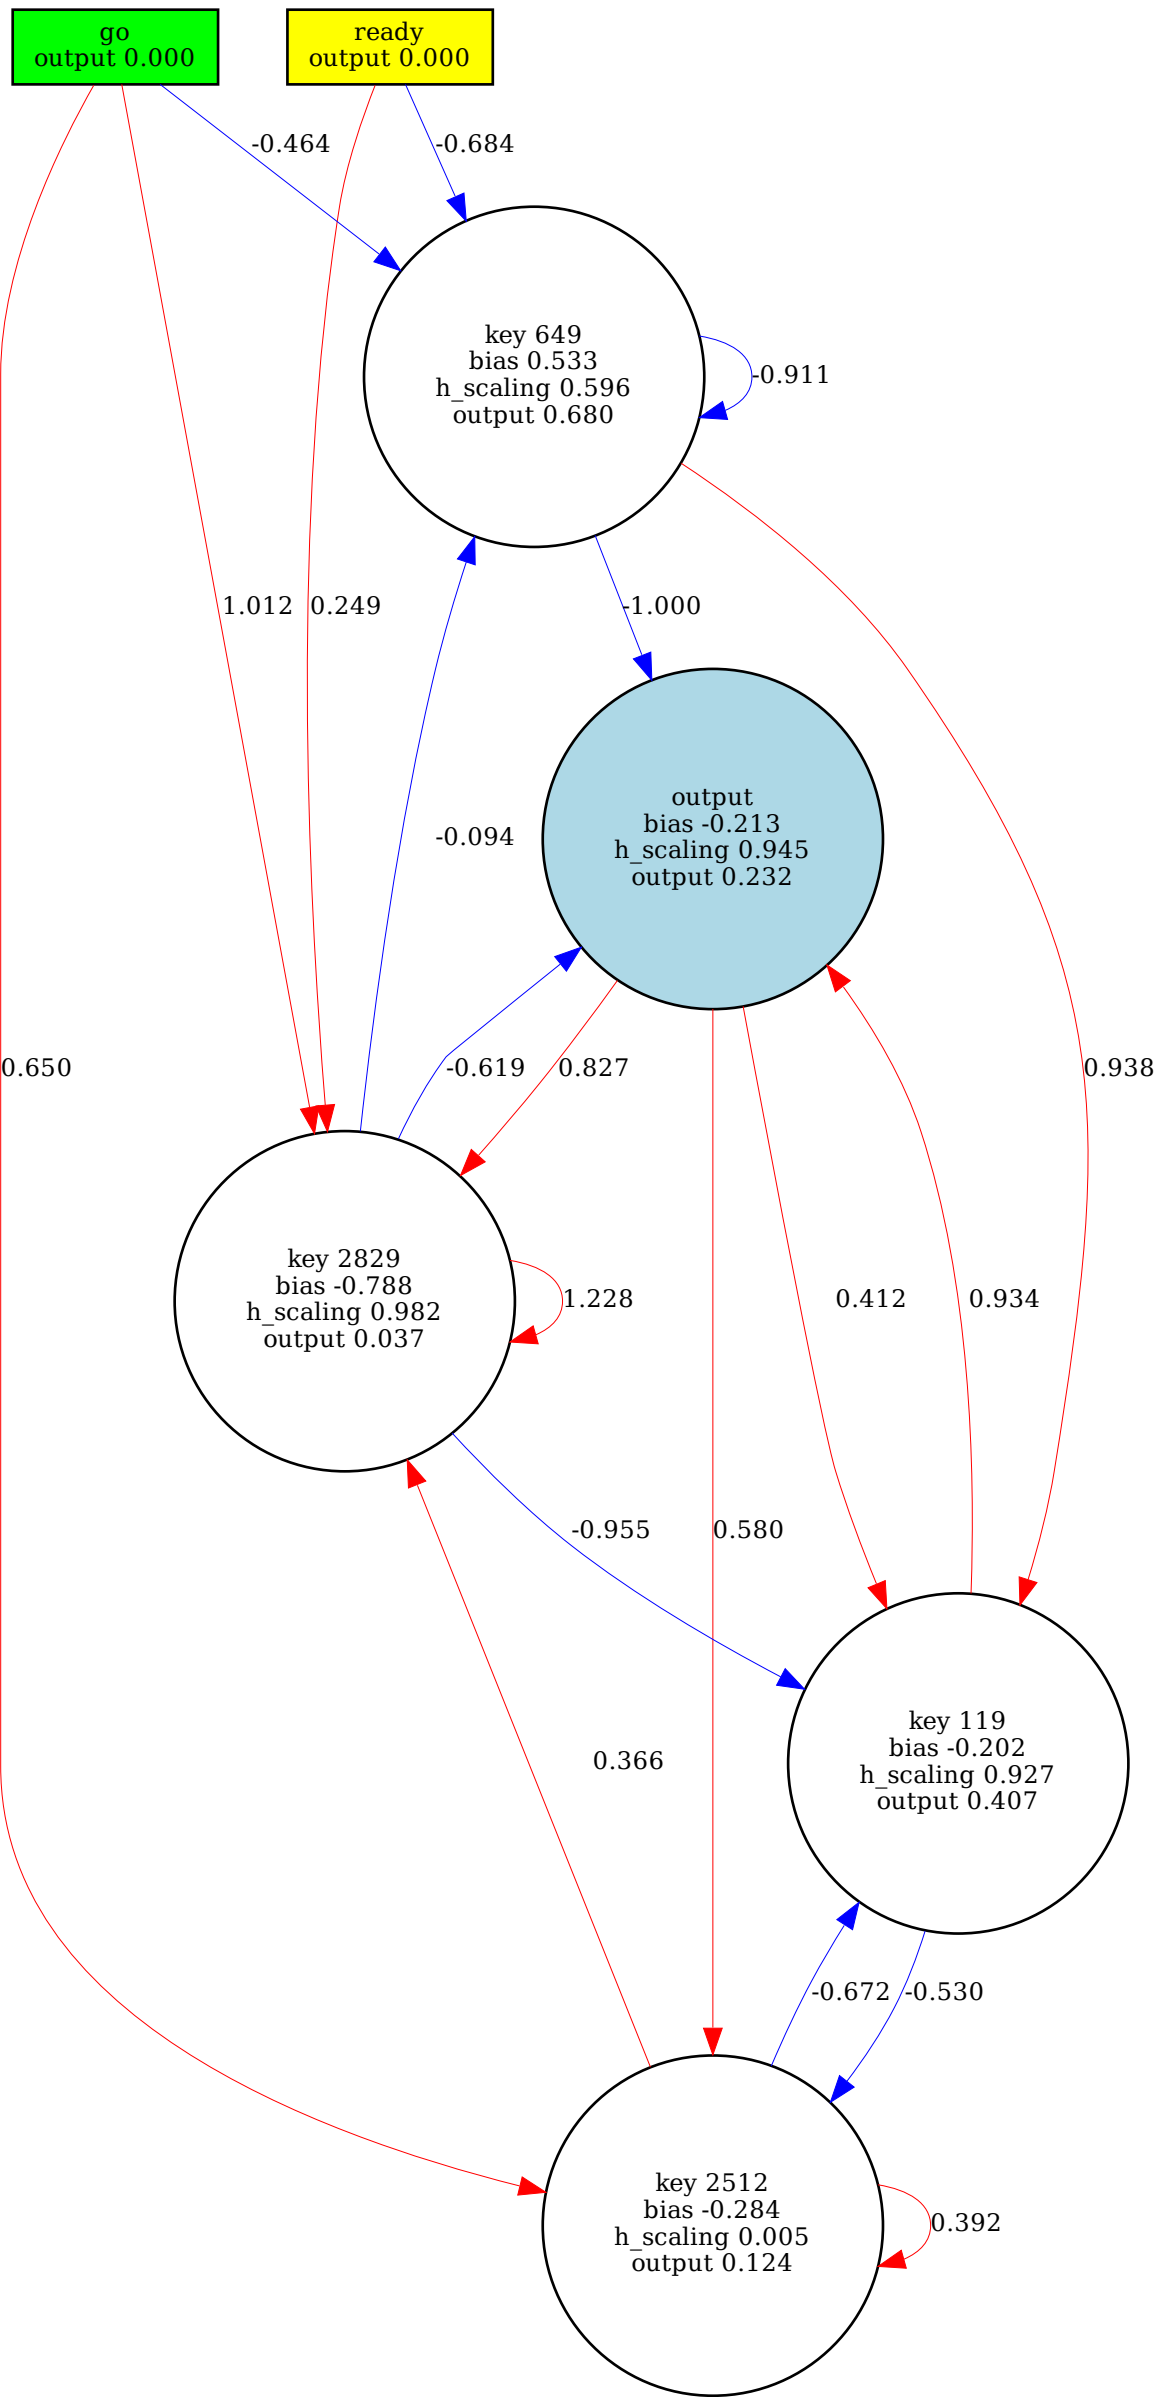 go
output 0.000
ready
output 0.000
-0.464
-0.684
key 649
bias 0.533
h_scaling 0.596
output 0.680
-0.911
1.012
0.249
-1.000
output
bias -0.213
h_scaling 0.945
output 0.232
-0.094
0.650
-0.619
0.827
0.938
key 2829
bias -0.788
h_scaling 0.982
output 0.037
1.228
0.412
0.934
-0.955
0.580
key 119
bias -0.202
h_scaling 0.927
output 0.407
0.366
-0.672
-0.530
key 2512
bias -0.284
h_scaling 0.005
output 0.124
0.392